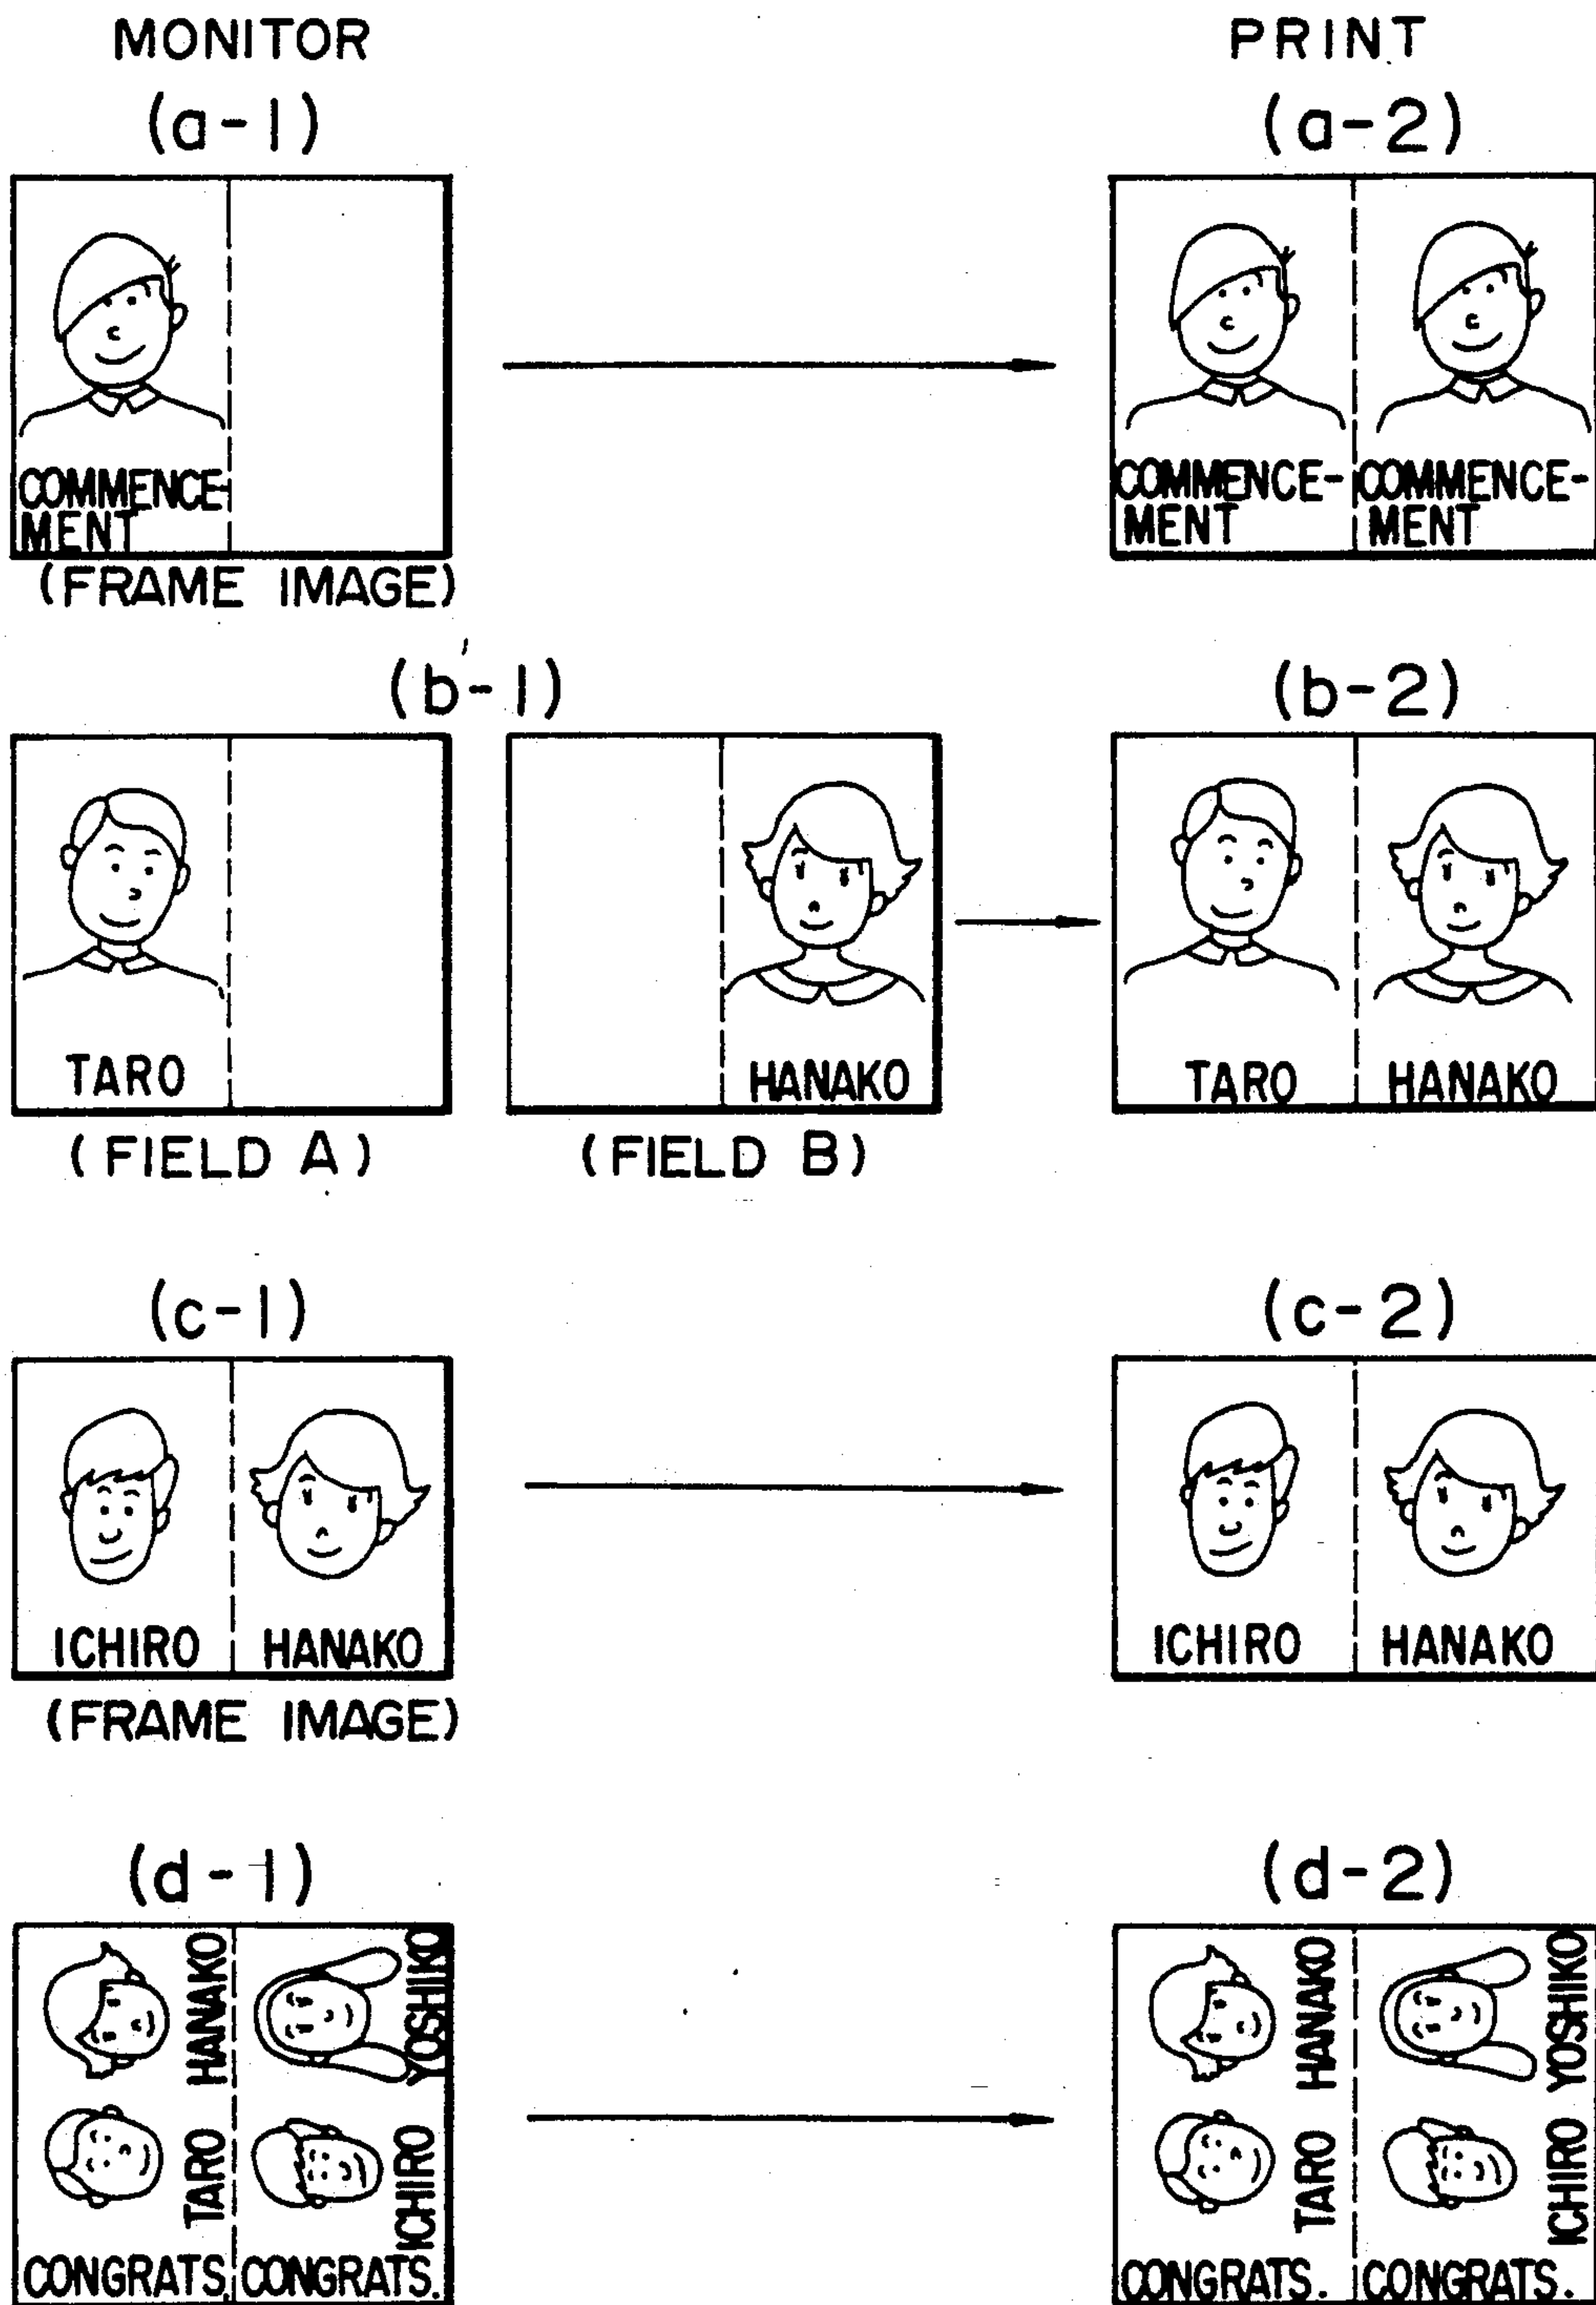 MONITOR
PRINT
(a-1)
(a-2)
COMMENCE-
MENT
COMMENCE-
MENT
COMMENCE-
MENT
(FRAME IMAGE)
(b-1)
(b-2)
TARO
HANAKO
TARO
HANAKO
(FIELD A)
(FIELD B)
(c-1)
(c-2)
ICHIRO
HANAKO
ICHIRO
HANAKO
(FRAME IMAGE)
(d-1)
(d-2)
HANAKO
YOSHIKO
TARO
ICHIRO
CONGRATS.
CONGRATS.
HANAKO
YOSHIKO
TARO
ICHIRO
CONGRATS.
CONGRATS.